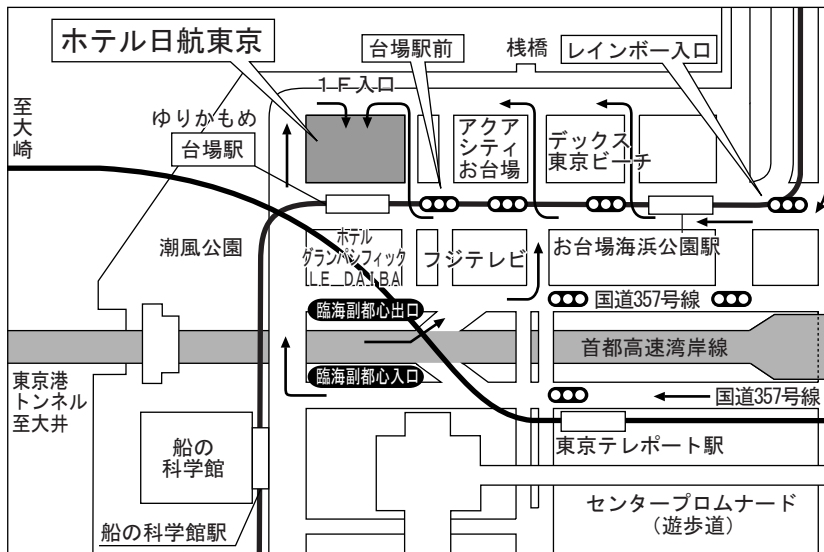 ホテル日航東京
台場駅前
桟橋
レインボー入口
1F入口
至
大
崎
ゆりかもめ
台場駅
アクア
シティ
お台場
デックス
東京ビーチ
潮風公園
ホテル
グランパシフィック
LE DAIBA
フジテレビ
お台場海浜公園駅
臨海副都心出口
国道357号線
首都高速湾岸線
臨海副都心入口
東京港
トンネル
至大井
国道357号線
船の
科学館
東京テレポート駅
船の科学館駅
センタープロムナード
(遊歩道)